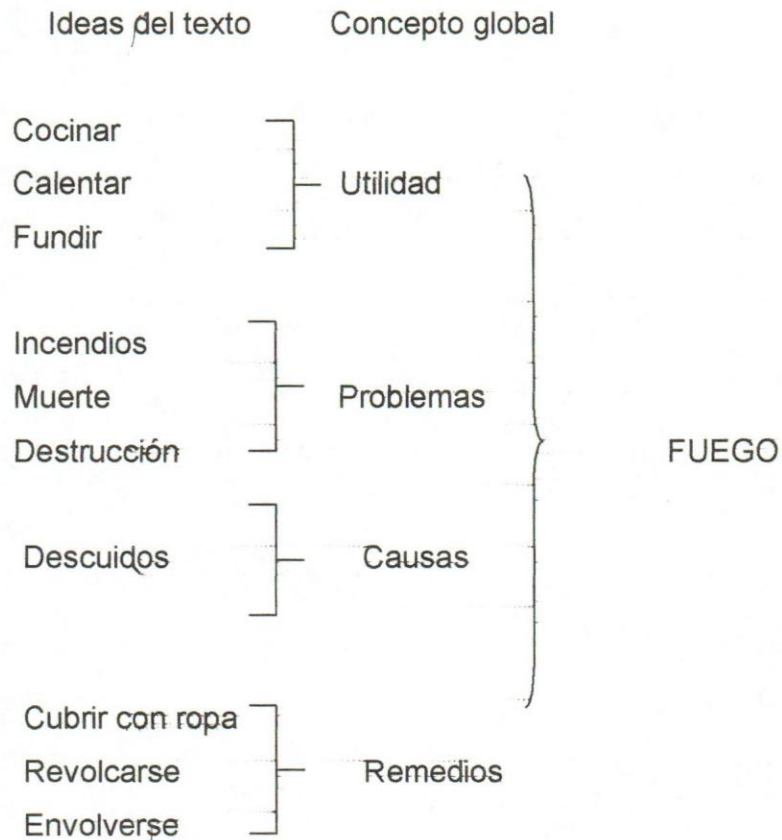 Ideas del texto Concepto global
Cocinar
Calentar Utilidad
Fundir
Incendios
Muerte Problemas
Destrucción
FUEGO
Descuidos Causas
Cubrir con ropa
Revolcarse Remedios
Envolverse